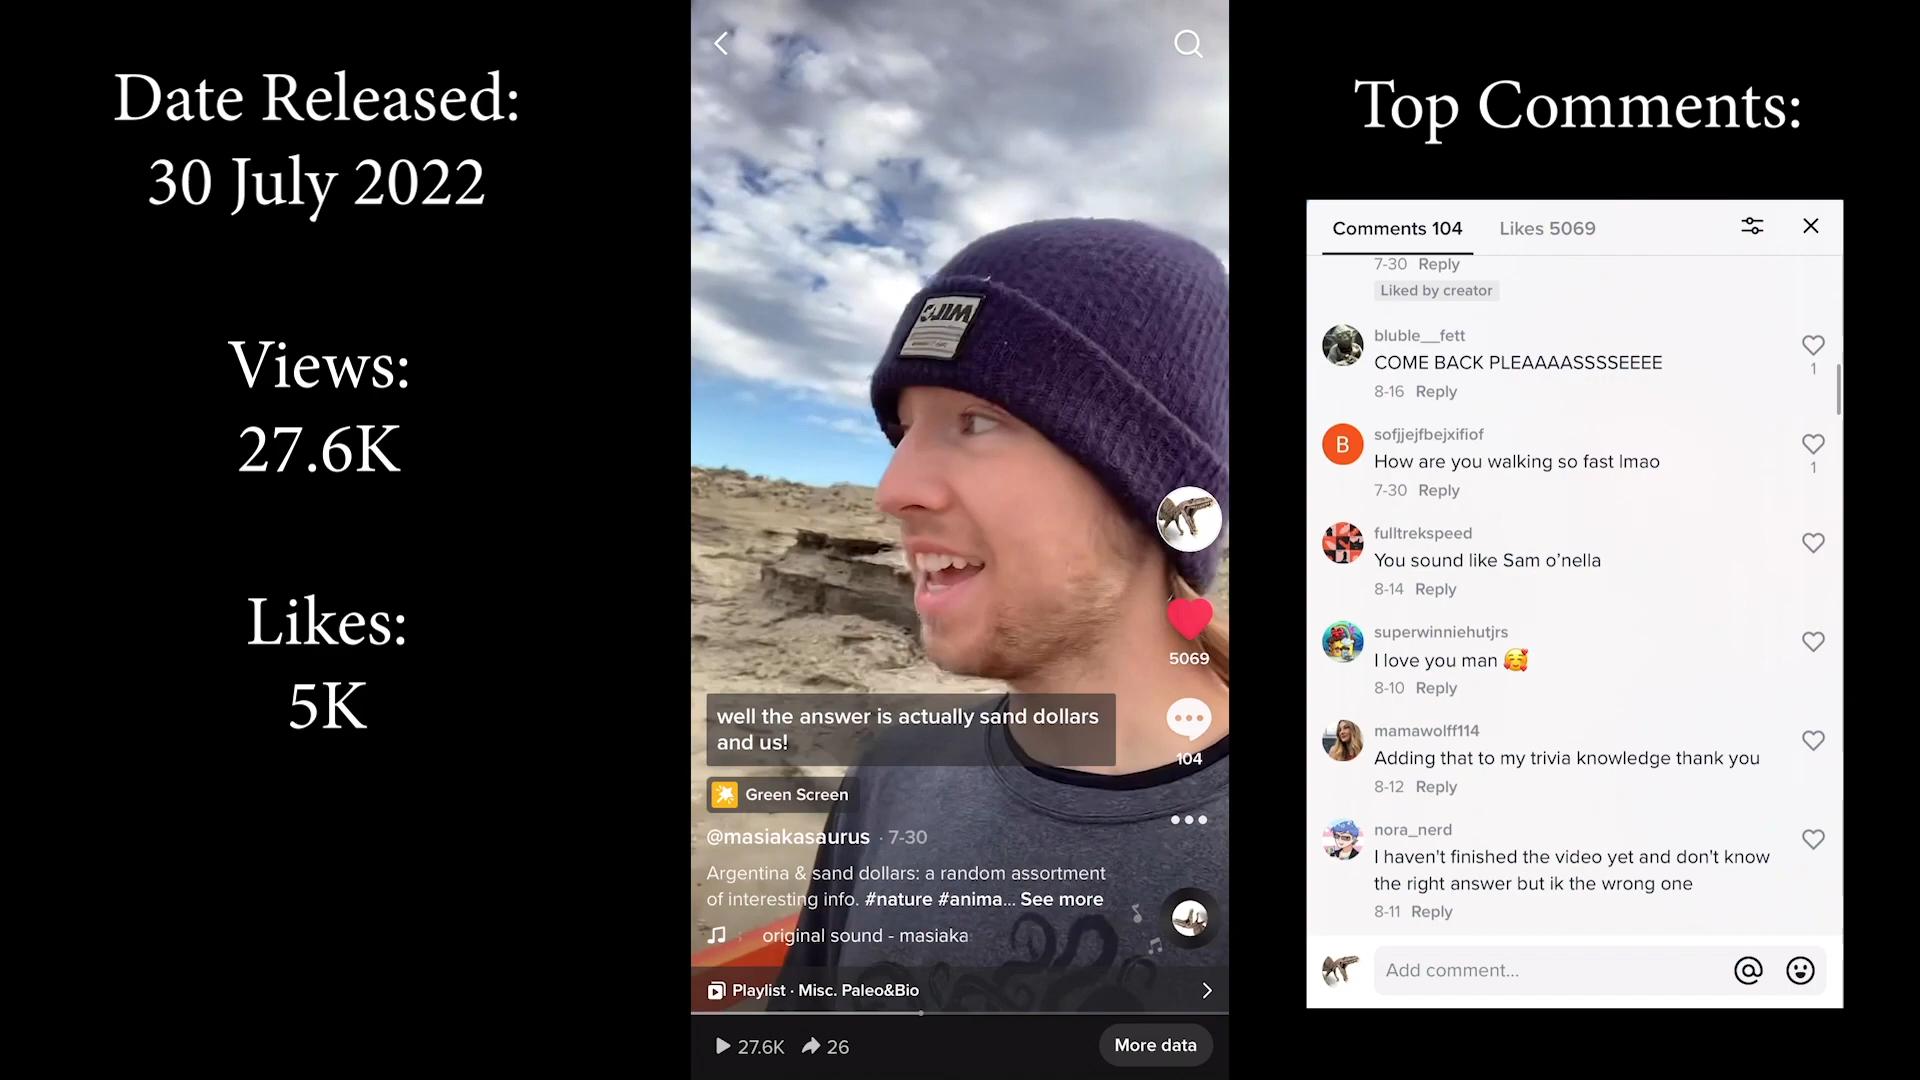 Date Released:
30 July 2022
Views:
27.6K
Likes:
5K
well the answer is actually sand dollars
and us!
Green Screen
5069
104
@masiakasaurus · 7-30
Argentina & sand dollars: a random assortment
of interesting info. #nature #anima... See more
original sound - masiaka
Playlist · Misc. Paleo&Bio
27.6K 26
More data
Top Comments:
Comments 104 Likes 5069
7-30 Reply
Liked by creator
bluble__fett
COME BACK PLEAAAASSSSEEEE
8-16 Reply
1
B
sofjjejfbejxifiof
How are you walking so fast lmao
7-30 Reply
1
fulltrekspeed
You sound like Sam o’nella
8-14 Reply
superwinniehutjrs
I love you man 🥰
8-10 Reply
mamawolff114
Adding that to my trivia knowledge thank you
8-12 Reply
nora_nerd
I haven't finished the video yet and don't know
the right answer but ik the wrong one
8-11 Reply
Add comment...